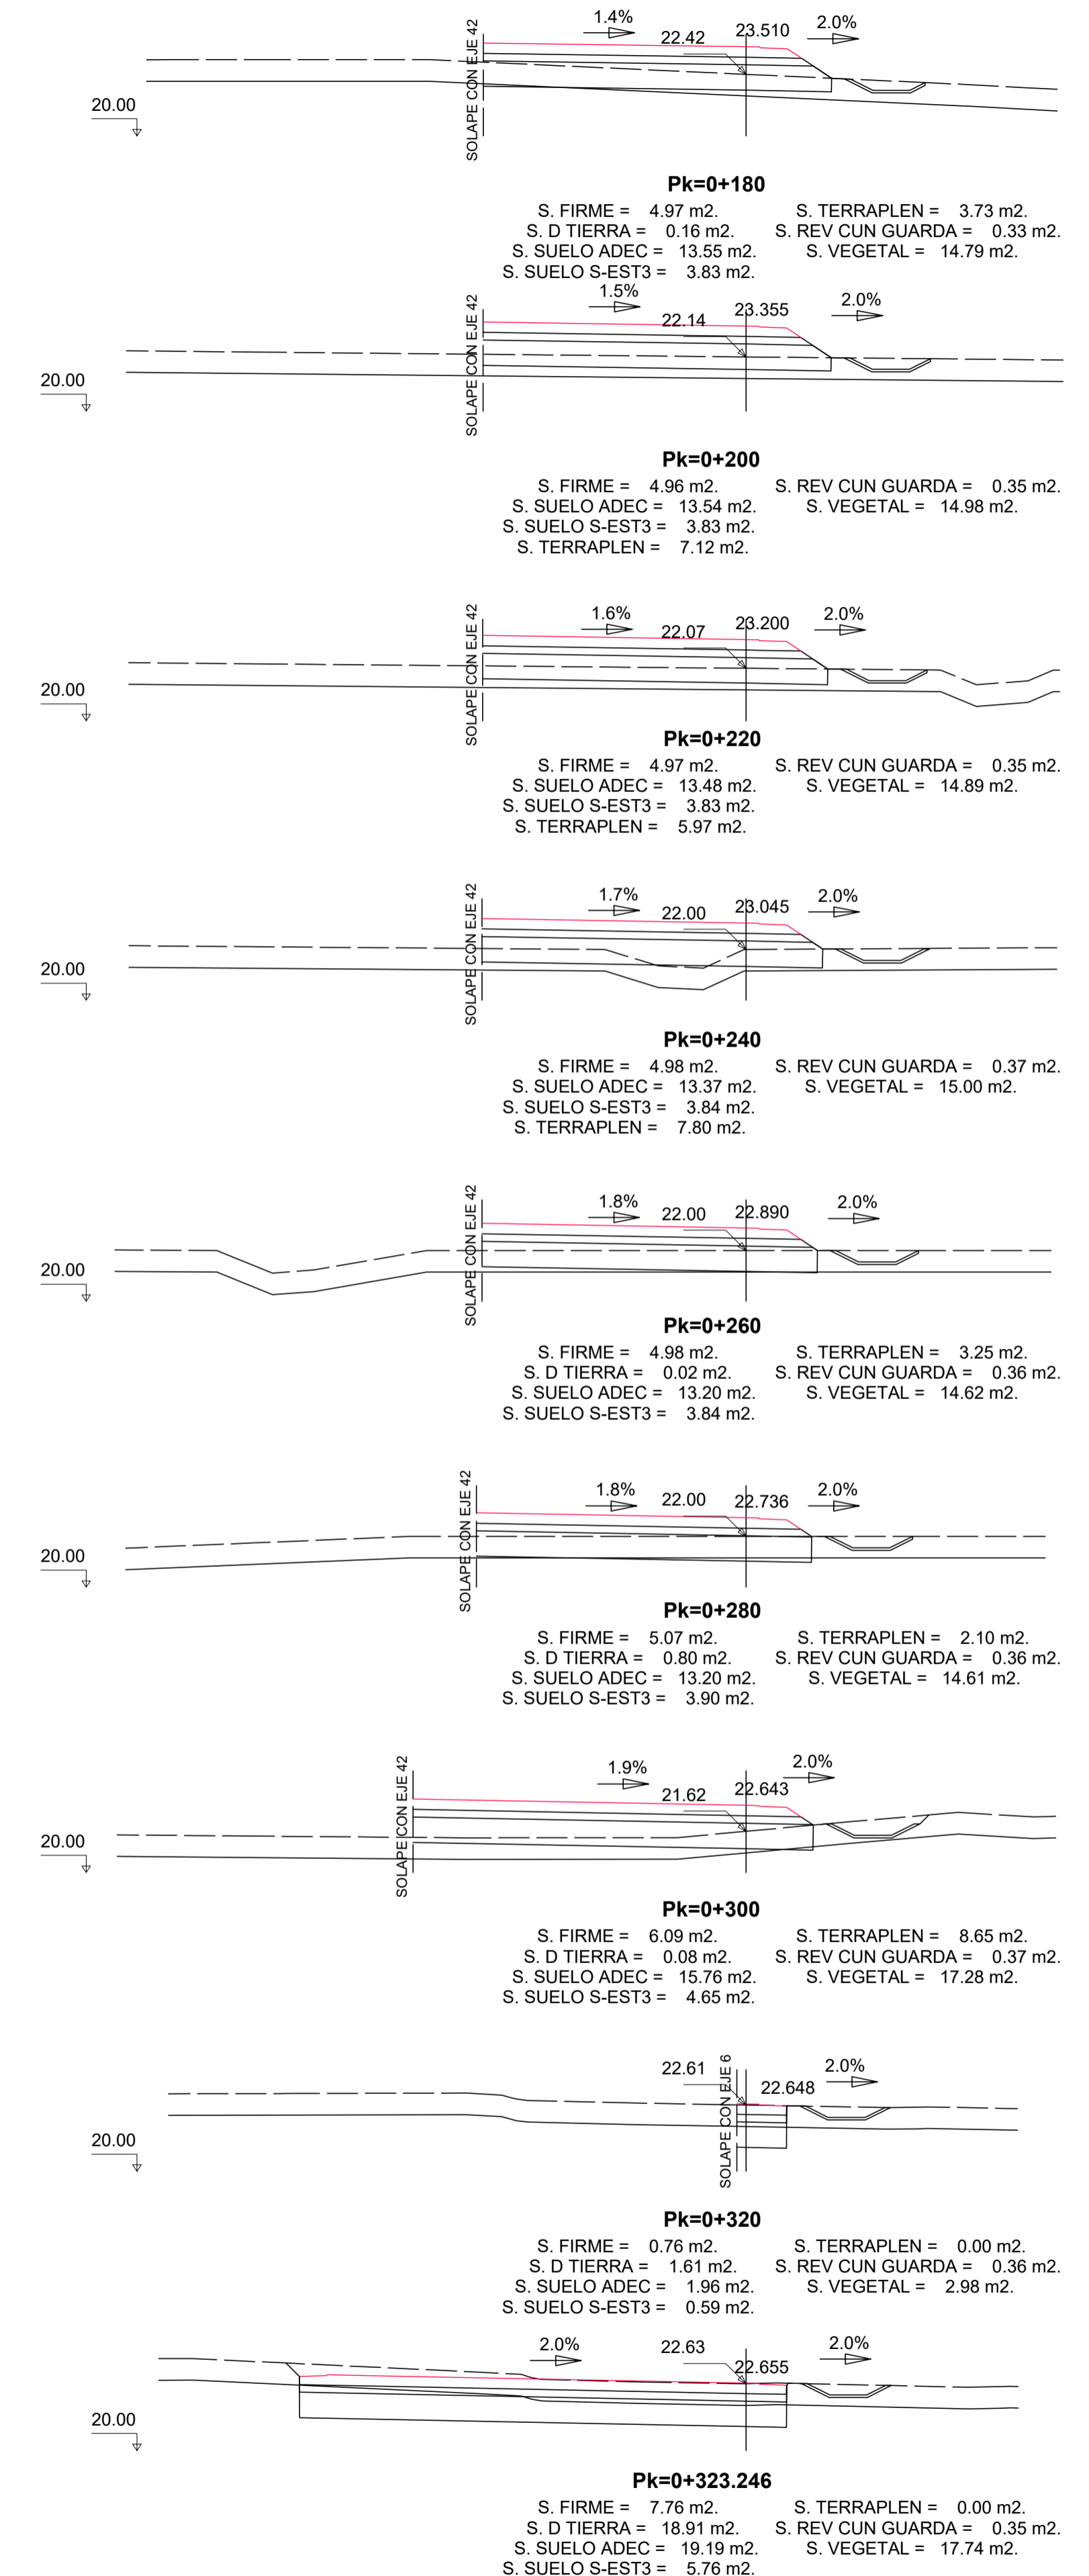 1.4%
22.42
23.510
2.0%
SOLAPE CON EJE 42
20.00
Pk=0+180
S. FIRME = 4.97 m2. S. TERRAPLEN = 3.73 m2.
S. D TIERRA = 0.16 m2. S. REV CUN GUARDA = 0.33 m2.
S. SUELO ADEC = 13.55 m2. S. VEGETAL = 14.79 m2.
S. SUELO S-EST3 = 3.83 m2.
1.5%
22.14
23.355
2.0%
SOLAPE CON EJE 42
20.00
Pk=0+200
S. FIRME = 4.96 m2. S. REV CUN GUARDA = 0.35 m2.
S. SUELO ADEC = 13.54 m2. S. VEGETAL = 14.98 m2.
S. SUELO S-EST3 = 3.83 m2.
S. TERRAPLEN = 7.12 m2.
1.6%
22.07
23.200
2.0%
SOLAPE CON EJE 42
20.00
Pk=0+220
S. FIRME = 4.97 m2. S. REV CUN GUARDA = 0.35 m2.
S. SUELO ADEC = 13.48 m2. S. VEGETAL = 14.89 m2.
S. SUELO S-EST3 = 3.83 m2.
S. TERRAPLEN = 5.97 m2.
1.7%
22.00
23.045
2.0%
SOLAPE CON EJE 42
20.00
Pk=0+240
S. FIRME = 4.98 m2. S. REV CUN GUARDA = 0.37 m2.
S. SUELO ADEC = 13.37 m2. S. VEGETAL = 15.00 m2.
S. SUELO S-EST3 = 3.84 m2.
S. TERRAPLEN = 7.80 m2.
1.8%
22.00
22.890
2.0%
SOLAPE CON EJE 42
20.00
Pk=0+260
S. FIRME = 4.98 m2. S. TERRAPLEN = 3.25 m2.
S. D TIERRA = 0.02 m2. S. REV CUN GUARDA = 0.36 m2.
S. SUELO ADEC = 13.20 m2. S. VEGETAL = 14.62 m2.
S. SUELO S-EST3 = 3.84 m2.
1.8%
22.00
22.736
2.0%
SOLAPE CON EJE 42
20.00
Pk=0+280
S. FIRME = 5.07 m2. S. TERRAPLEN = 2.10 m2.
S. D TIERRA = 0.80 m2. S. REV CUN GUARDA = 0.36 m2.
S. SUELO ADEC = 13.20 m2. S. VEGETAL = 14.61 m2.
S. SUELO S-EST3 = 3.90 m2.
1.9%
21.62
22.643
2.0%
SOLAPE CON EJE 42
20.00
Pk=0+300
S. FIRME = 6.09 m2. S. TERRAPLEN = 8.65 m2.
S. D TIERRA = 0.08 m2. S. REV CUN GUARDA = 0.37 m2.
S. SUELO ADEC = 15.76 m2. S. VEGETAL = 17.28 m2.
S. SUELO S-EST3 = 4.65 m2.
22.61
22.648
2.0%
SOLAPE CON EJE 6
20.00
Pk=0+320
S. FIRME = 0.76 m2. S. TERRAPLEN = 0.00 m2.
S. D TIERRA = 1.61 m2. S. REV CUN GUARDA = 0.36 m2.
S. SUELO ADEC = 1.96 m2. S. VEGETAL = 2.98 m2.
S. SUELO S-EST3 = 0.59 m2.
2.0%
22.63
22.655
2.0%
20.00
Pk=0+323.246
S. FIRME = 7.76 m2. S. TERRAPLEN = 0.00 m2.
S. D TIERRA = 18.91 m2. S. REV CUN GUARDA = 0.35 m2.
S. SUELO ADEC = 19.19 m2. S. VEGETAL = 17.74 m2.
S. SUELO S-EST3 = 5.76 m2.